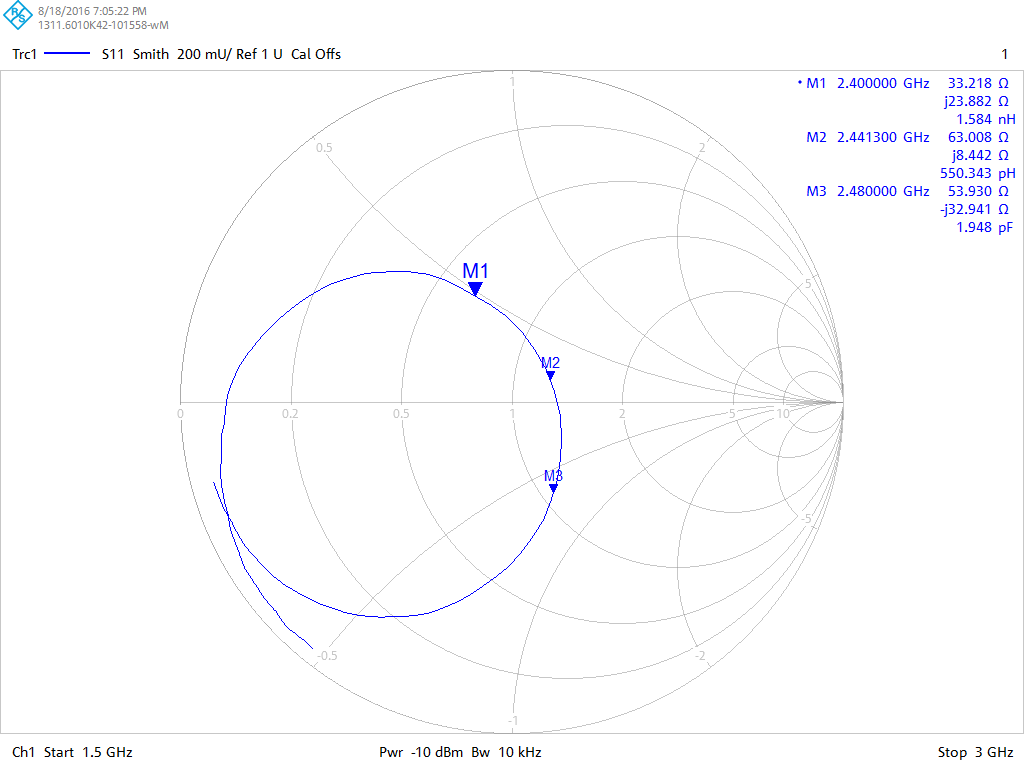 R&S
8/18/2016 7:05:22 PM
1311.6010K42-101558-wM
Trc1 S11 Smith 200 mU/ Ref 1 U Cal Offs 1
• M1 2.400000 GHz 33.218 Ω
j23.882 Ω
1.584 nH
M2 2.441300 GHz 63.008 Ω
j8.442 Ω
550.343 pH
M3 2.480000 GHz 53.930 Ω
-j32.941 Ω
1.948 pF
1
0.5
2
M1
5
M2
0 0.2 0.5 1 2 5 10
M3
-5
-0.5
-2
-1
Ch1 Start 1.5 GHz Pwr -10 dBm Bw 10 kHz Stop 3 GHz